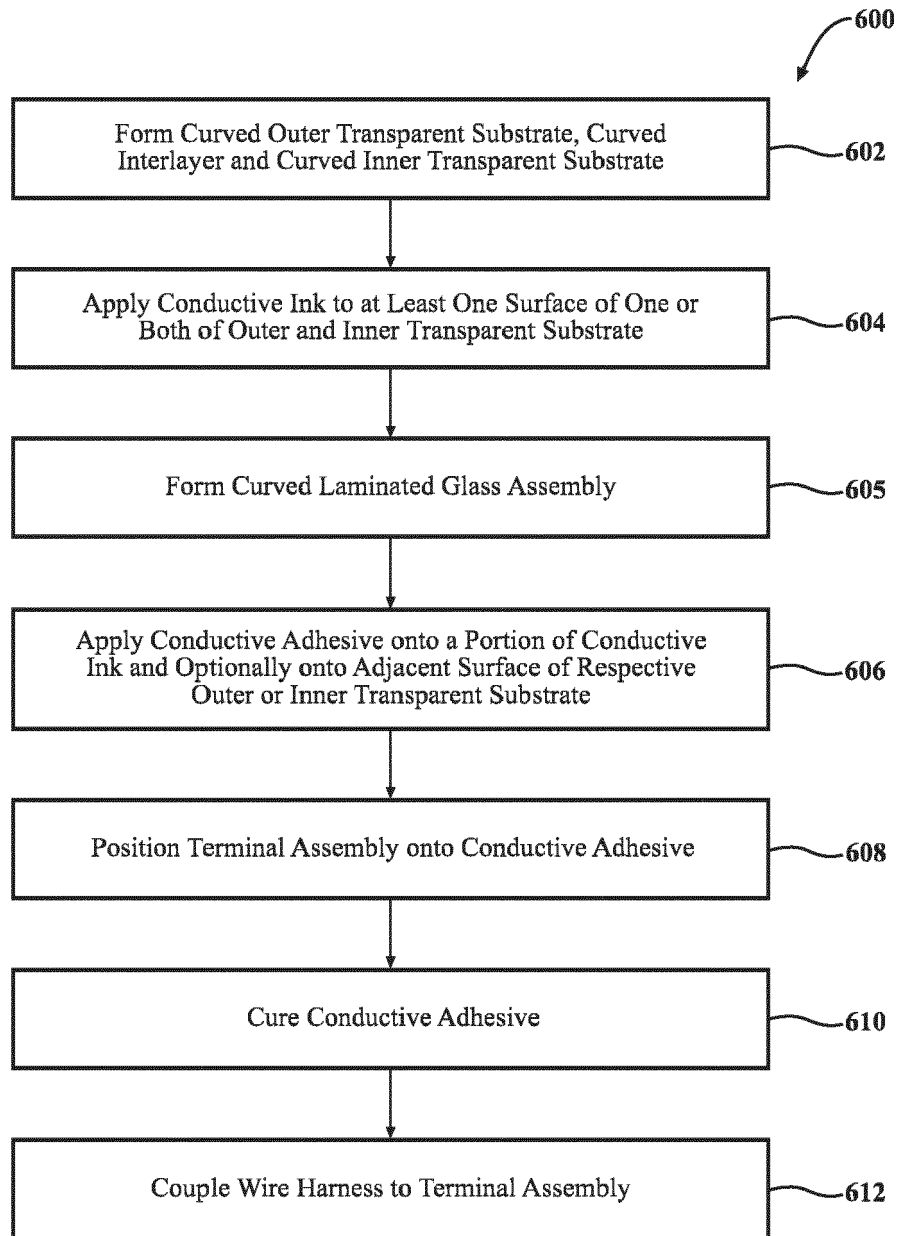 600
Form Curved Outer Transparent Substrate, Curved
Interlayer and Curved Inner Transparent Substrate
602
Apply Conductive Ink to at Least One Surface of One or
Both of Outer and Inner Transparent Substrate
604
Form Curved Laminated Glass Assembly
605
Apply Conductive Adhesive onto a Portion of Conductive
Ink and Optionally onto Adjacent Surface of Respective
Outer or Inner Transparent Substrate
606
Position Terminal Assembly onto Conductive Adhesive
608
Cure Conductive Adhesive
610
Couple Wire Harness to Terminal Assembly
612